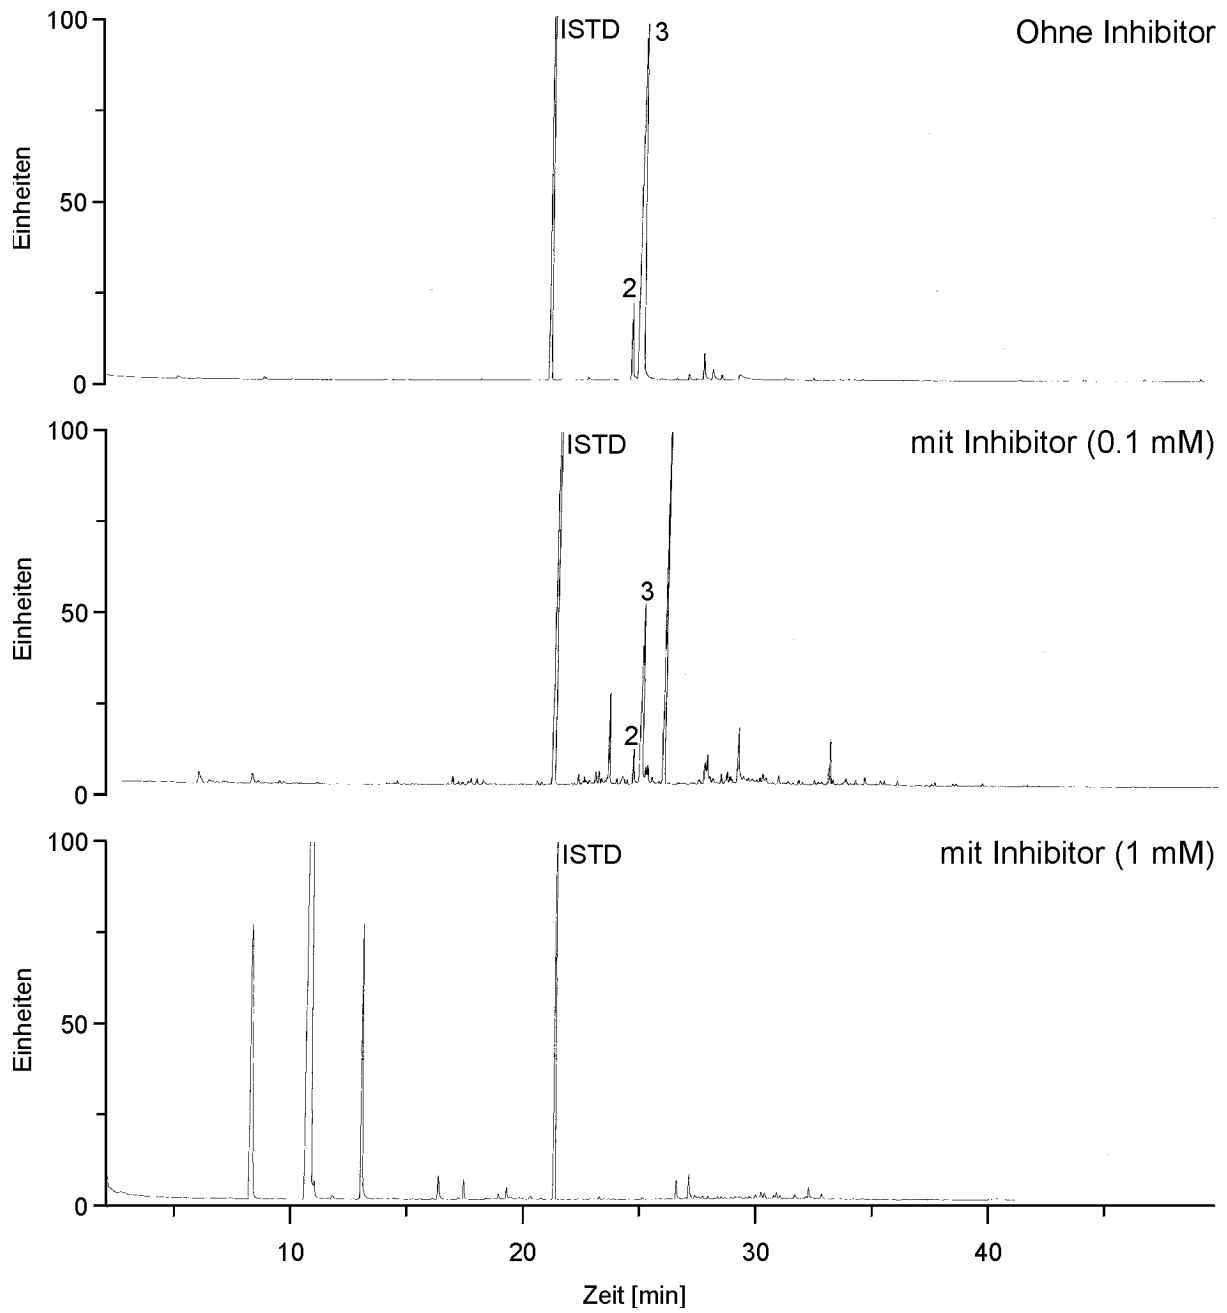 100
ISTD
3
Ohne Inhibitor
Einheiten
50
2
0
100
ISTD
mit Inhibitor (0.1 mM)
Einheiten
50
3
2
0
100
ISTD
mit Inhibitor (1 mM)
Einheiten
50
0
10 20 30 40
Zeit [min]